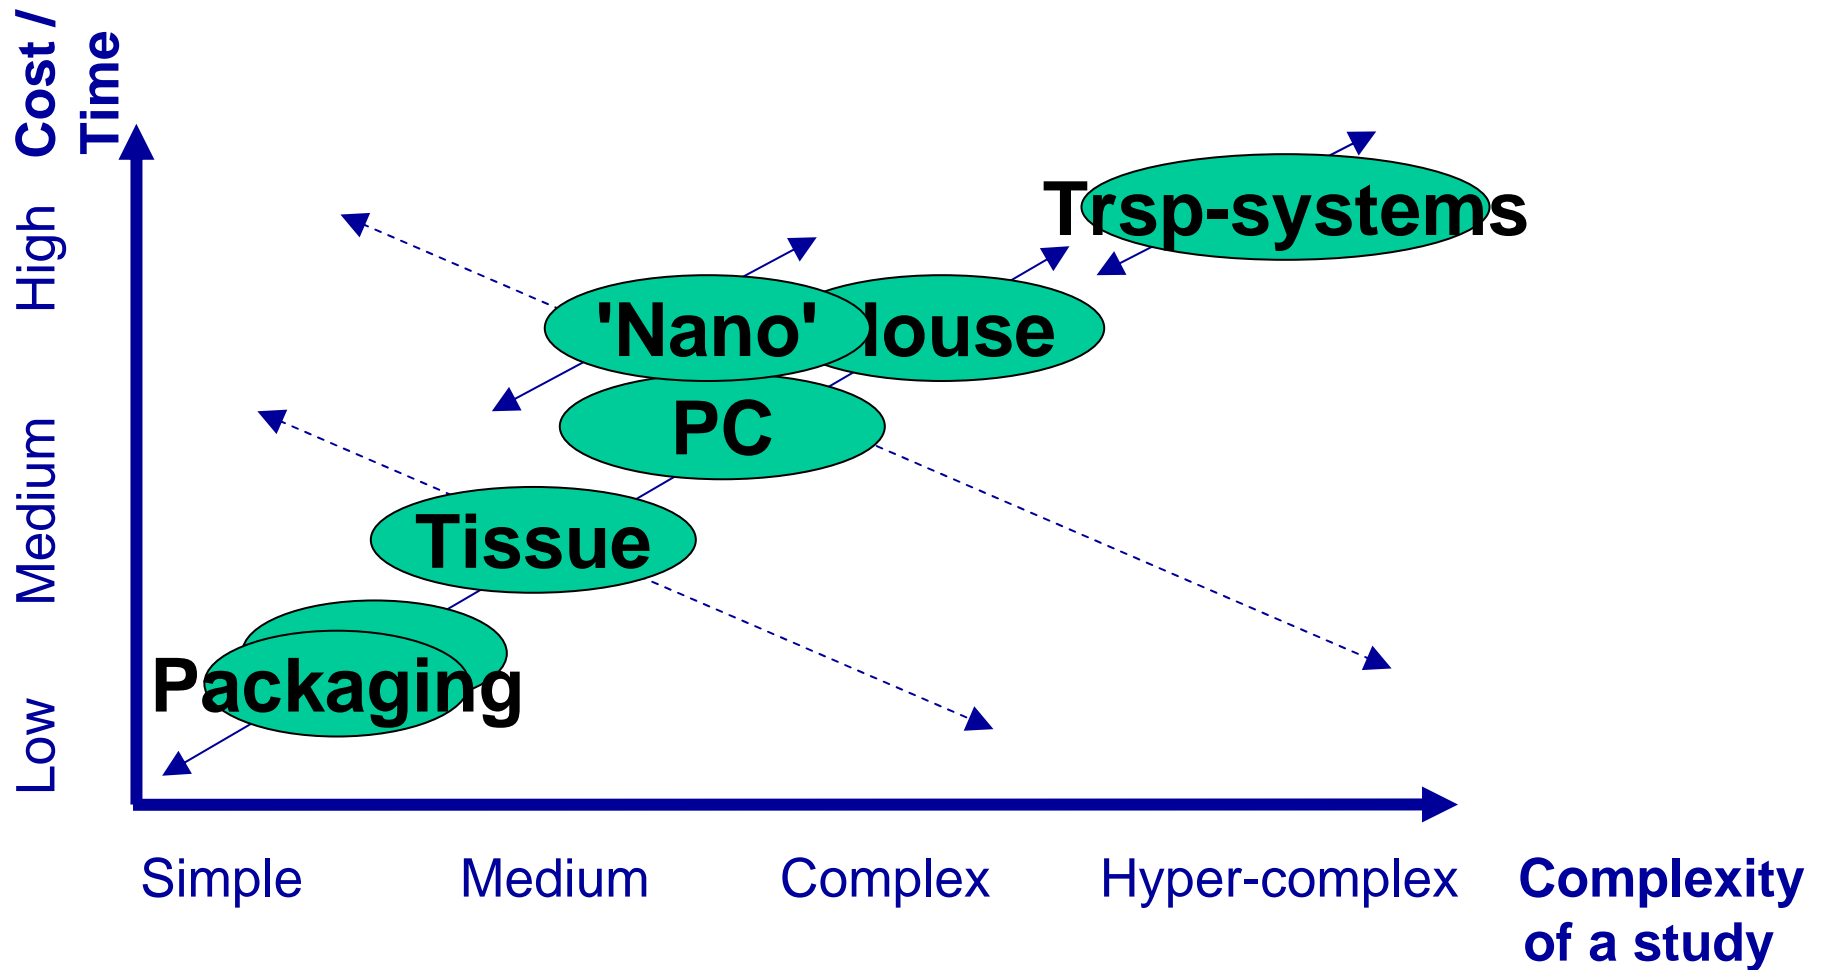 Cost /
Time
High
Medium
Low
Trsp-systems
'Nano'
ouse
PC
Tissue
Packaging
Simple
Medium
Complex
Hyper-complex
Complexity
of a study